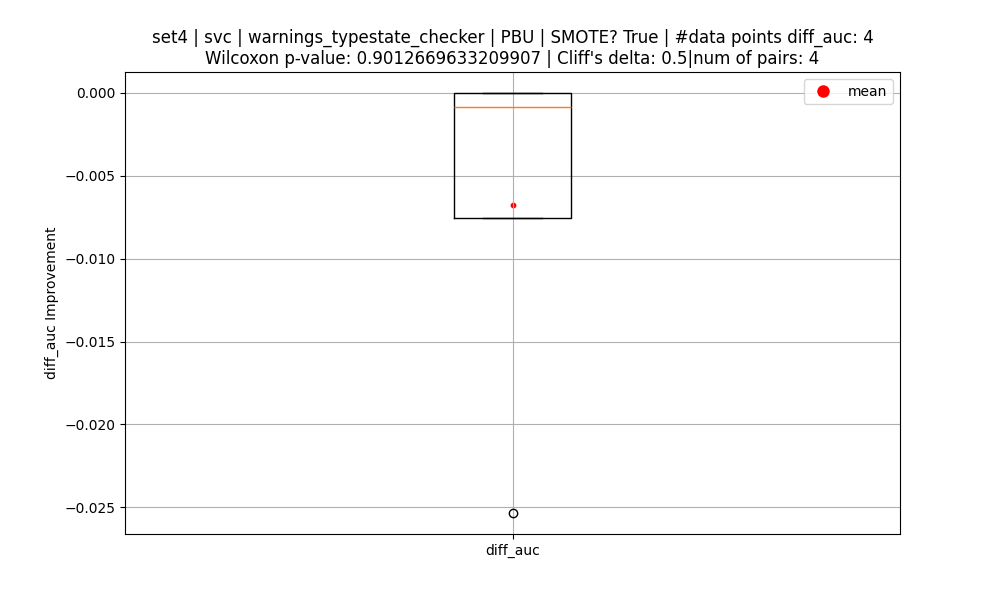 set4 | svc | warnings_typestate_checker | PBU | SMOTE? True | #data points diff_auc: 4
Wilcoxon p-value: 0.9012669633209907 | Cliff's delta: 0.5|num of pairs: 4
mean
0.000
−0.005
−0.010
−0.015
−0.020
−0.025
diff_auc Improvement
diff_auc